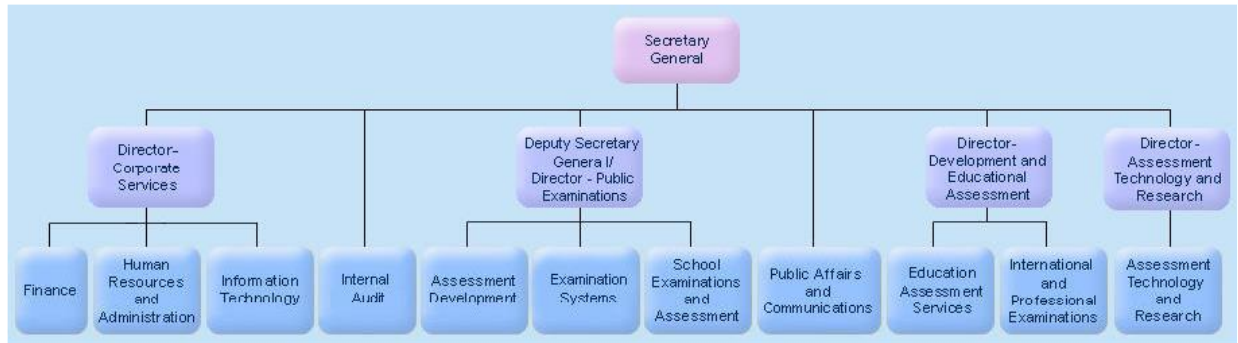 Secretary
General
Director–
Corporate
Services
Deputy Secretary
Genera l/
Director - Public
Examinations
Director-
Development and
Educational
Assessment
Director-
Assessment
Technology and
Research
Finance
Human
Resources
and
Administration
Information
Technology
Internal
Audit
Assessment
Development
Examination
Systems
School
Examinations
and
Assessment
Public Affairs
and
Communications
Education
Assessment
Services
International
and
Professional
Examinations
Assessment
Technology
and
Research